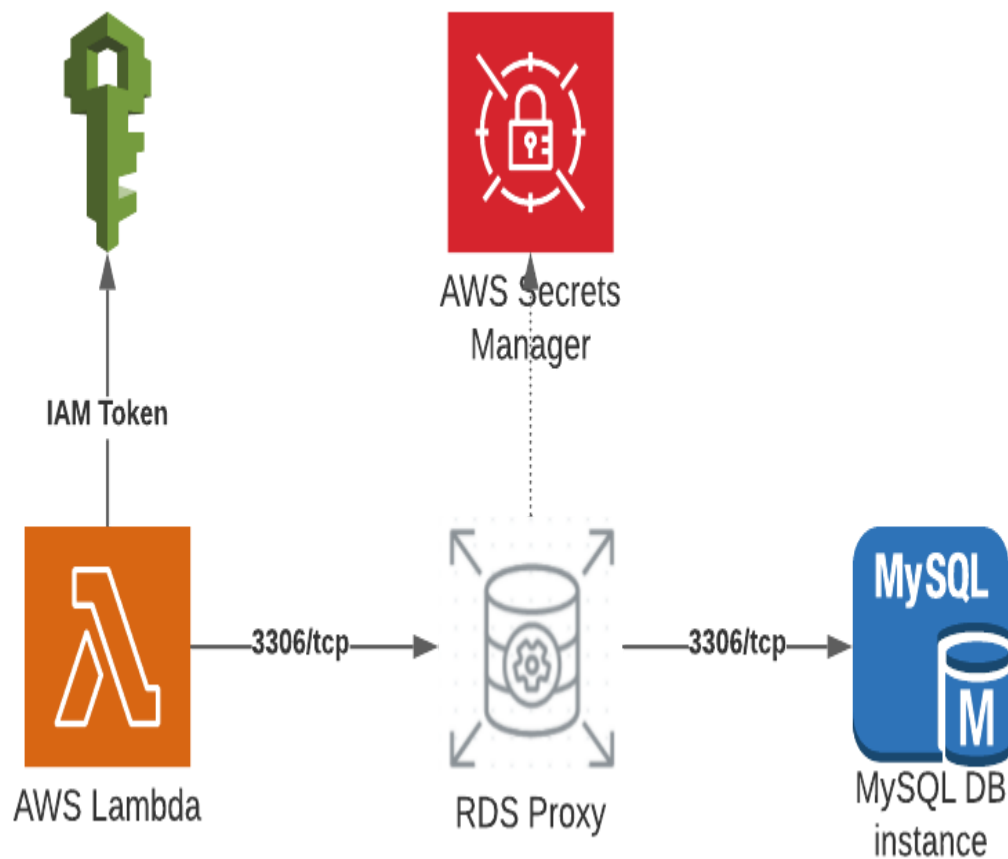 AWS Secrets
Manager
IAM Token
MySQL
3306/tcp
3306/tcp
M
AWS Lambda
RDS Proxy
MySQL DB
instance